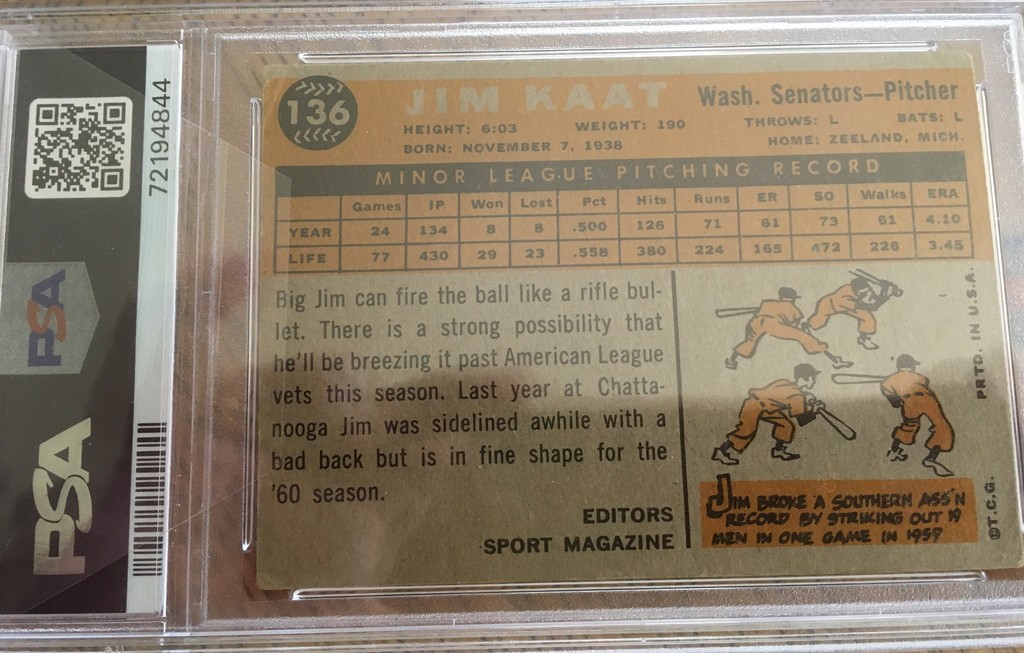 72194844
PSA
PSA
136
JIM KAAT
Wash. Senators—Pitcher
HEIGHT: 6:03 WEIGHT: 190 THROWS: L BATS: L
BORN: NOVEMBER 7, 1938 HOME: ZEELAND, MICH.
MINOR LEAGUE PITCHING RECORD
Games IP Won Lost Pct Hits Runs ER SO Walks ERA
YEAR 24 134 8 8 .500 126 71 61 73 61 4.10
LIFE 77 430 29 23 .558 380 224 165 472 226 3.45
Big Jim can fire the ball like a rifle bul-
let. There is a strong possibility that
he'll be breezing it past American League
vets this season. Last year at Chatta-
nooga Jim was sidelined awhile with a
bad back but is in fine shape for the
'60 season.
EDITORS
SPORT MAGAZINE
JIM BROKE A SOUTHERN ASS'N
RECORD BY STRIKING OUT 19
MEN IN ONE GAME IN 1959
PRTD. IN U.S.A.
©T.C.G.